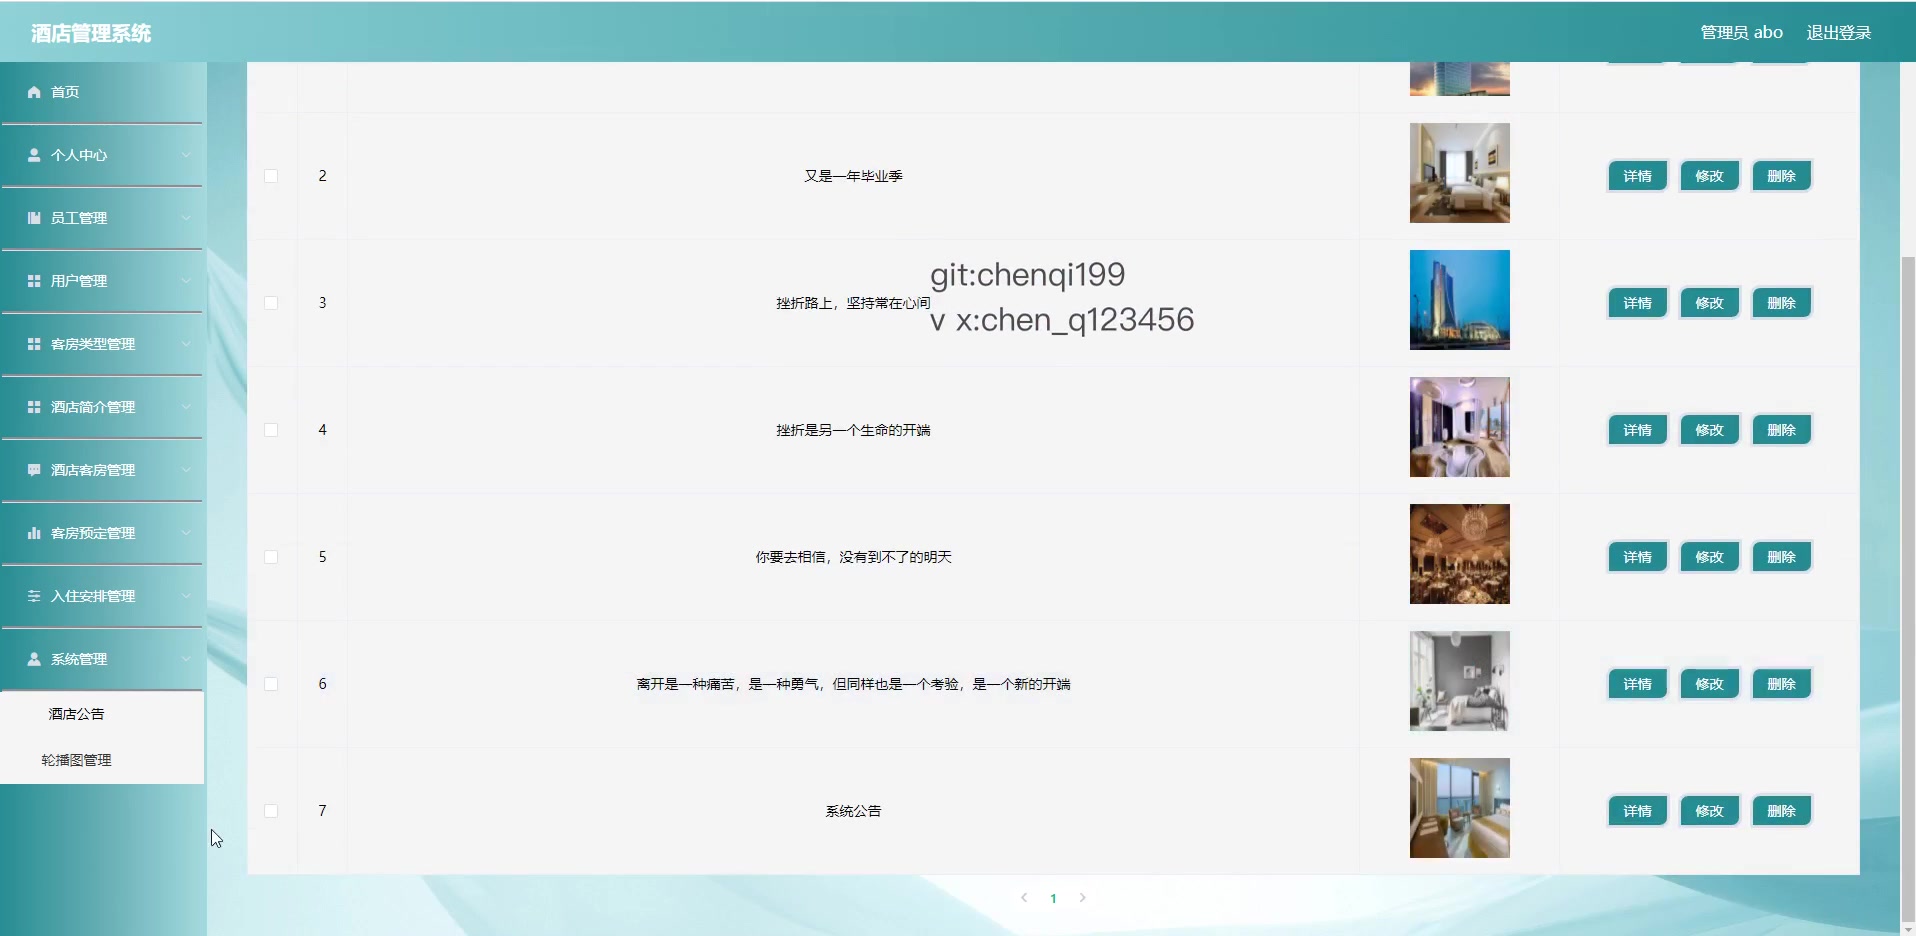 酒店管理系统
管理员 abo 退出登录
首页
个人中心
员工管理
用户管理
客房类型管理
酒店简介管理
酒店客房管理
客房预定管理
入住安排管理
系统管理
酒店公告
轮播图管理
2 又是一年毕业季 详情 修改 删除
git:chenqi199
3 挫折路上，坚持常在心间 详情 修改 删除
v x:chen_q123456
4 挫折是另一个生命的开端 详情 修改 删除
5 你要去相信，没有到不了的明天 详情 修改 删除
6 离开是一种痛苦，是一种勇气，但同样也是一个考验，是一个新的开端 详情 修改 删除
7 系统公告 详情 修改 删除
1